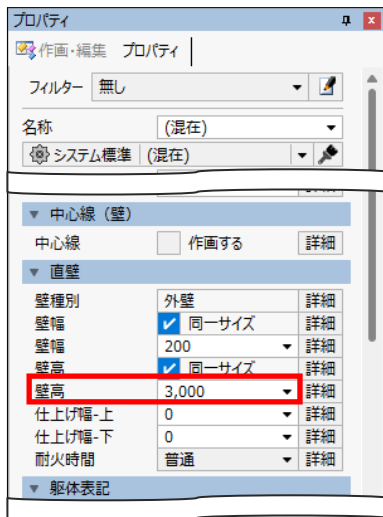 プロパティ
作画・編集 プロパティ
フィルター 無し
名称 (混在)
システム標準 (混在)
中心線（壁）
中心線 作画する 詳細
直壁
壁種別 外壁 詳細
壁幅 同一サイズ 詳細
壁幅 200 詳細
壁高 同一サイズ 詳細
壁高 3,000 詳細
仕上げ幅-上 0 詳細
仕上げ幅-下 0 詳細
耐火時間 普通 詳細
躯体表記